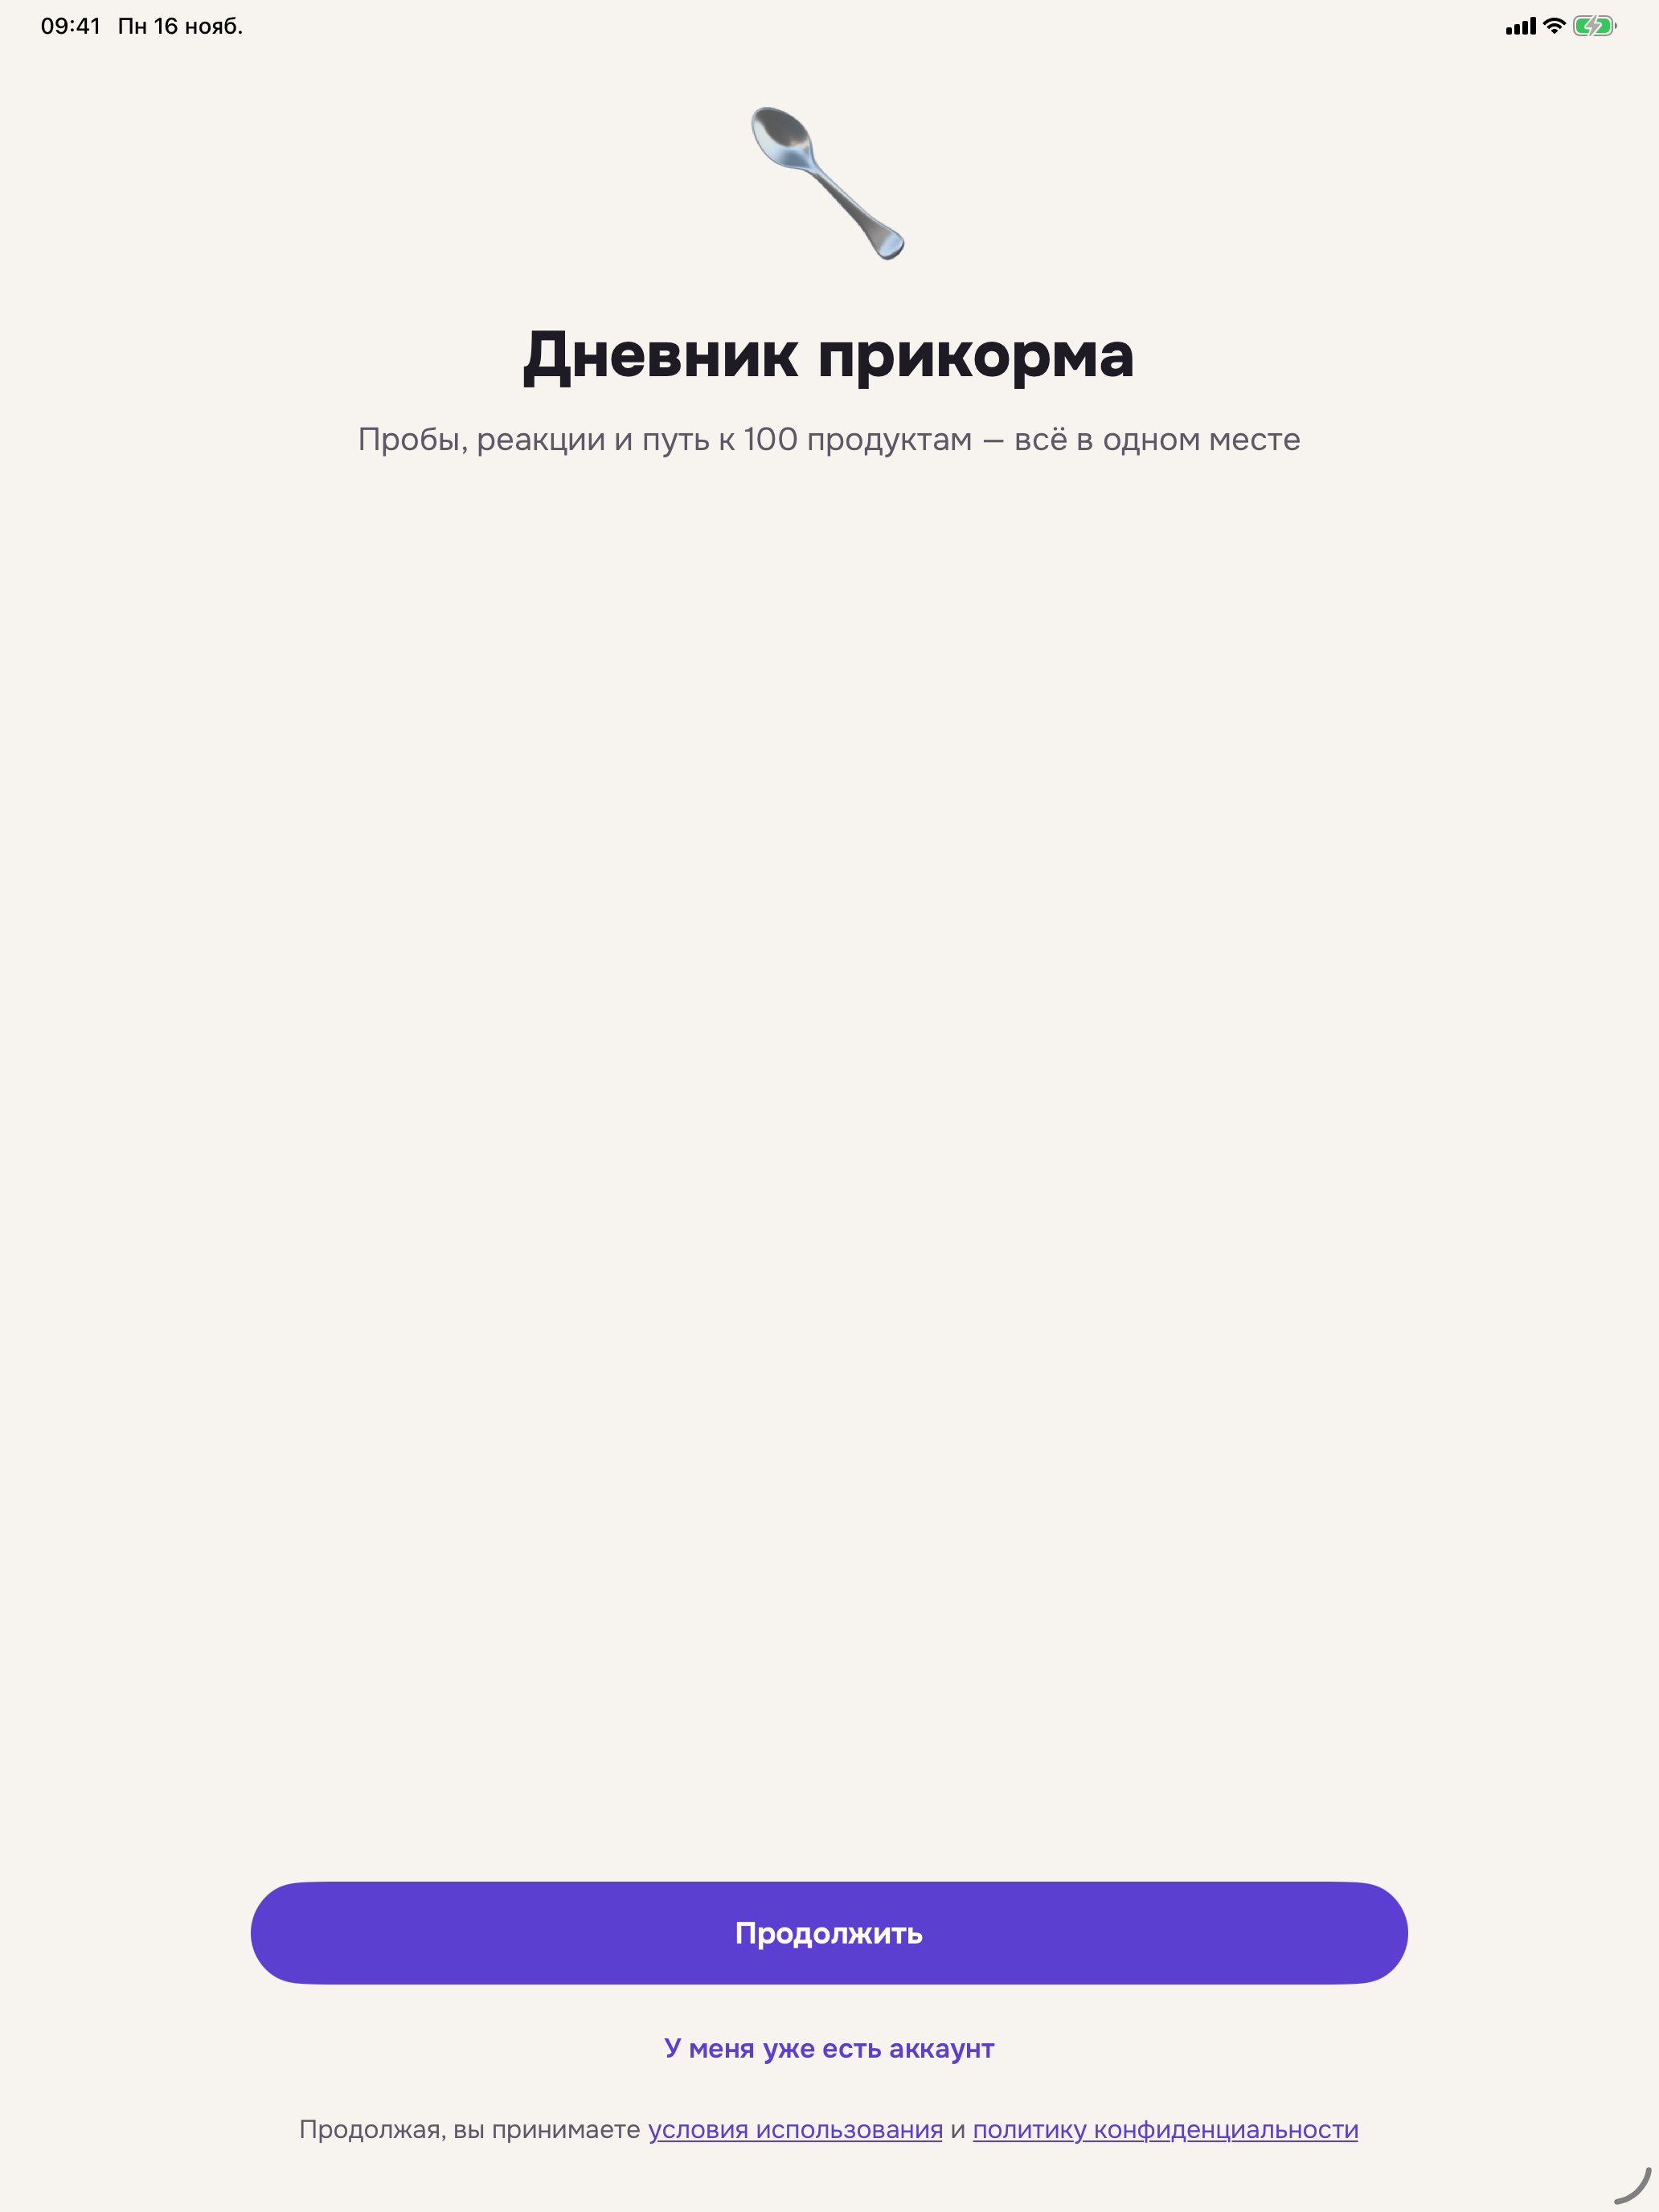 09:41 Пн 16 нояб.
Дневник прикорма
Пробы, реакции и путь к 100 продуктам — всё в одном месте
Продолжить
У меня уже есть аккаунт
Продолжая, вы принимаете условия использования и политику конфиденциальности